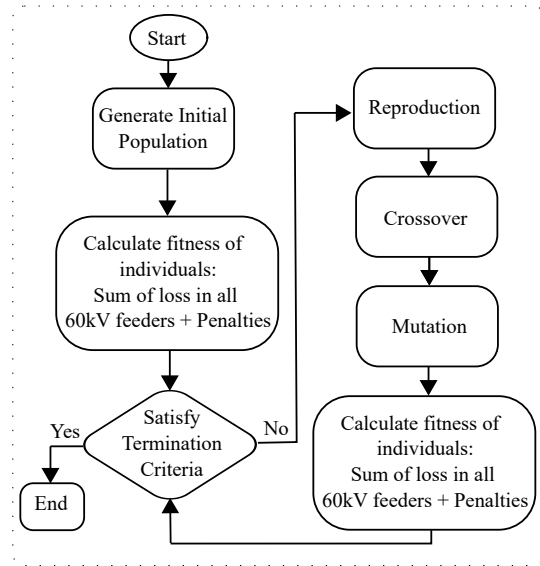 Start
Generate Initial
Population
Calculate fitness of
individuals:
Sum of loss in all
60kV feeders + Penalties
Satisfy
Termination
Criteria
Yes
End
No
Reproduction
Crossover
Mutation
Calculate fitness of
individuals:
Sum of loss in all
60kV feeders + Penalties